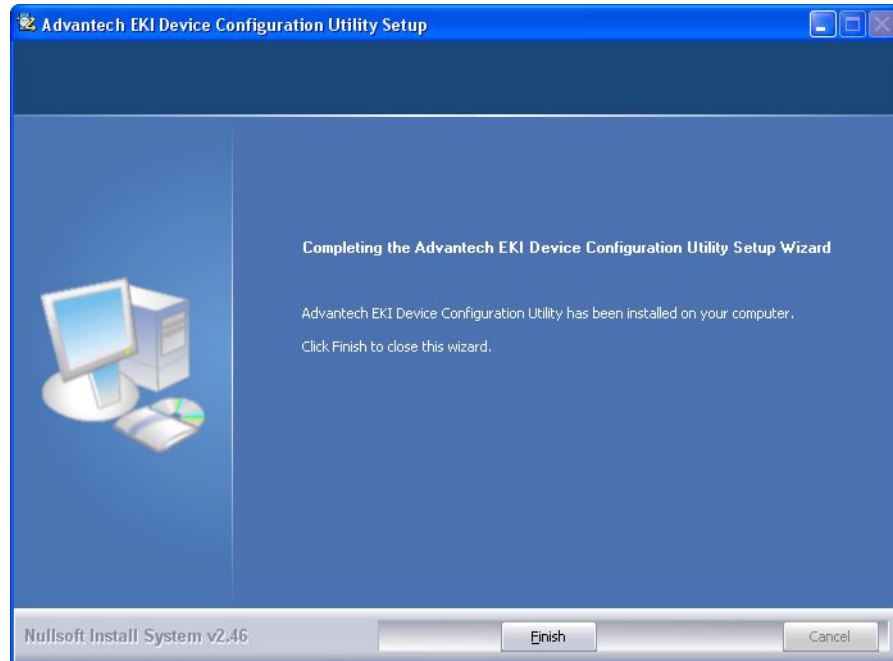 Advantech EKI Device Configuration Utility Setup
Completing the Advantech EKI Device Configuration Utility Setup Wizard
Advantech EKI Device Configuration Utility has been installed on your computer.
Click Finish to close this wizard.
Nullsoft Install System v2.46
Finish
Cancel